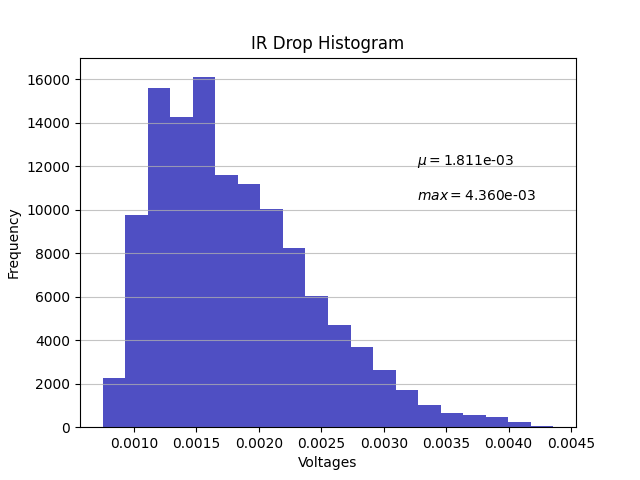 IR Drop Histogram
16000
14000
12000
10000
8000
6000
4000
2000
0
Frequency
μ = 1.811e-03
max = 4.360e-03
0.0010 0.0015 0.0020 0.0025 0.0030 0.0035 0.0040 0.0045
Voltages